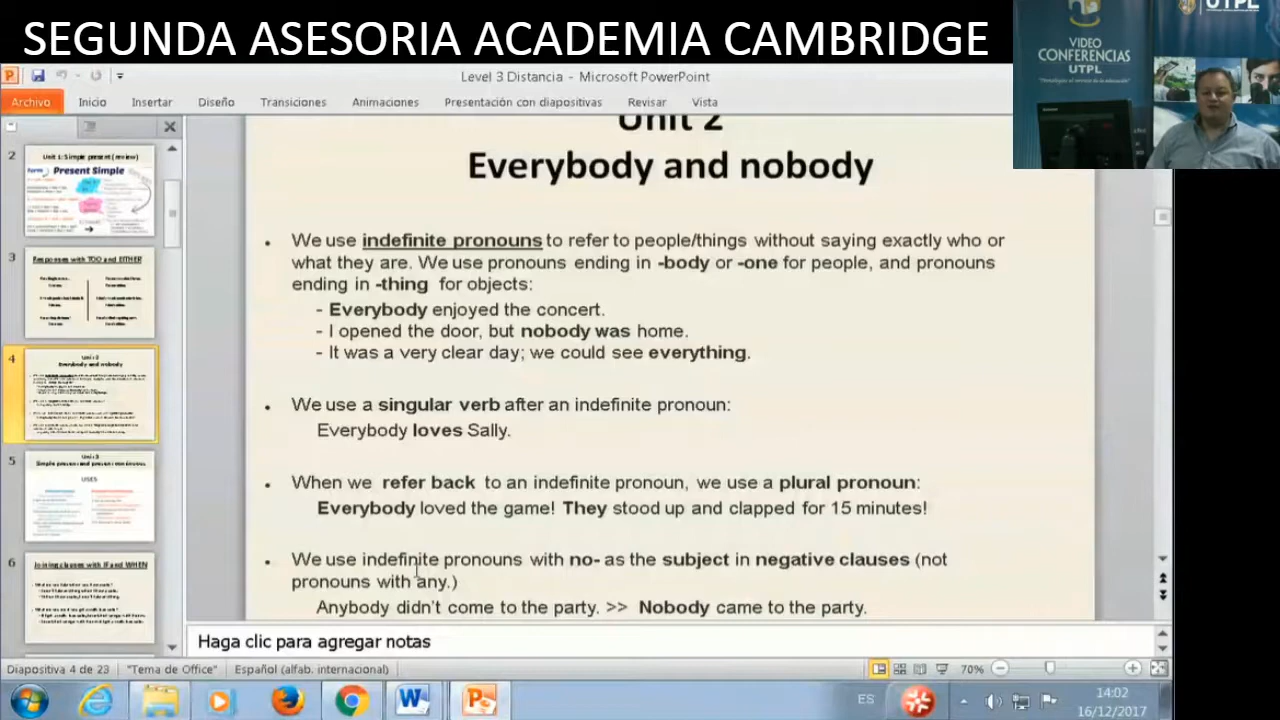 SEGUNDA ASESORIA ACADEMIA CAMBRIDGE
VIDEO
CONFERENCIAS
UTPL
UTPL
Level 3 Distancia - Microsoft PowerPoint
Archivo Inicio Insertar Diseño Transiciones Animaciones Presentación con diapositivas Revisar Vista
2
Unit 1: Simple present (review)
Present Simple
3
Responses with TOO and EITHER
4
Everybody and nobody
5
Simple present and present continuous
USES
6
Joining clauses with IF and WHEN
Unit 2
Everybody and nobody
• We use indefinite pronouns to refer to people/things without saying exactly who or
what they are. We use pronouns ending in -body or -one for people, and pronouns
ending in -thing for objects:
- Everybody enjoyed the concert.
- I opened the door, but nobody was home.
- It was a very clear day; we could see everything.
• We use a singular verb after an indefinite pronoun:
Everybody loves Sally.
• When we refer back to an indefinite pronoun, we use a plural pronoun:
Everybody loved the game! They stood up and clapped for 15 minutes!
• We use indefinite pronouns with no- as the subject in negative clauses (not
pronouns with any.)
Anybody didn't come to the party. >> Nobody came to the party.
Haga clic para agregar notas
Diapositiva 4 de 23 "Tema de Office" Español (alfab. internacional) 70%
ES
14:02
16/12/2017